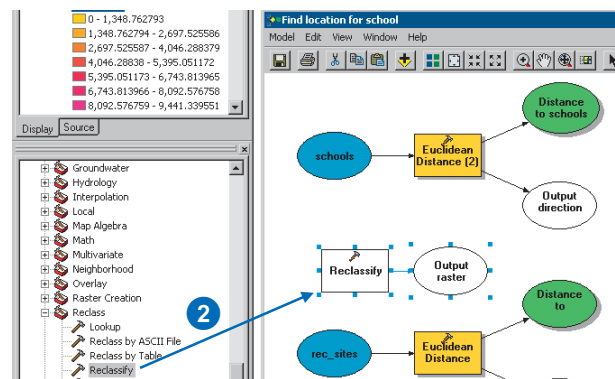 0 - 1,348.762793
1,348.762794 - 2,697.525586
2,697.525587 - 4,046.288379
4,046.28838 - 5,395.051172
5,395.051173 - 6,743.813965
6,743.813966 - 8,092.576758
8,092.576759 - 9,441.339551
Display
Source
Groundwater
Hydrology
Interpolation
Local
Map Algebra
Math
Multivariate
Neighborhood
Overlay
Raster Creation
Reclass
Lookup
Reclass by ASCII File
Reclass by Table
Reclassify
2
Find location for school
Model Edit View Window Help
schools
Euclidean
Distance (2)
Distance
to schools
Output
direction
Reclassify
Output
raster
Distance
to
rec_sites
Euclidean
Distance